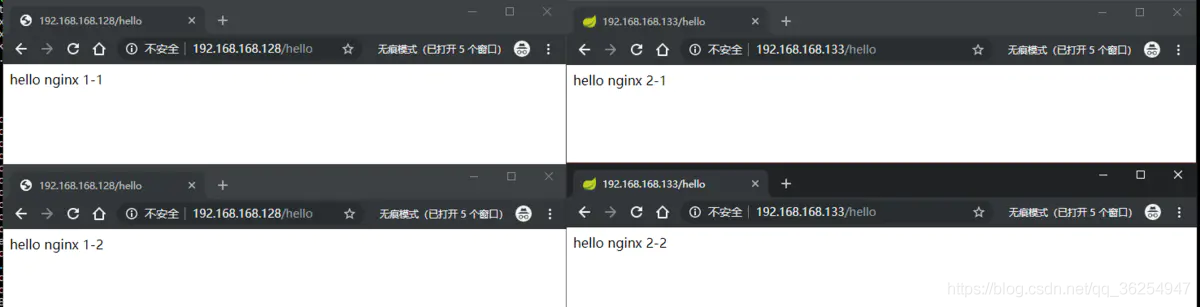 192.168.168.128/hello
不安全 192.168.168.128/hello 无痕模式（已打开 5 个窗口）
hello nginx 1-1
192.168.168.133/hello
不安全 192.168.168.133/hello 无痕模式（已打开 5 个窗口）
hello nginx 2-1
192.168.168.128/hello
不安全 192.168.168.128/hello 无痕模式（已打开 5 个窗口）
hello nginx 1-2
192.168.168.133/hello
不安全 192.168.168.133/hello 无痕模式（已打开 5 个窗口）
hello nginx 2-2
https://blog.csdn.net/qq_36254947